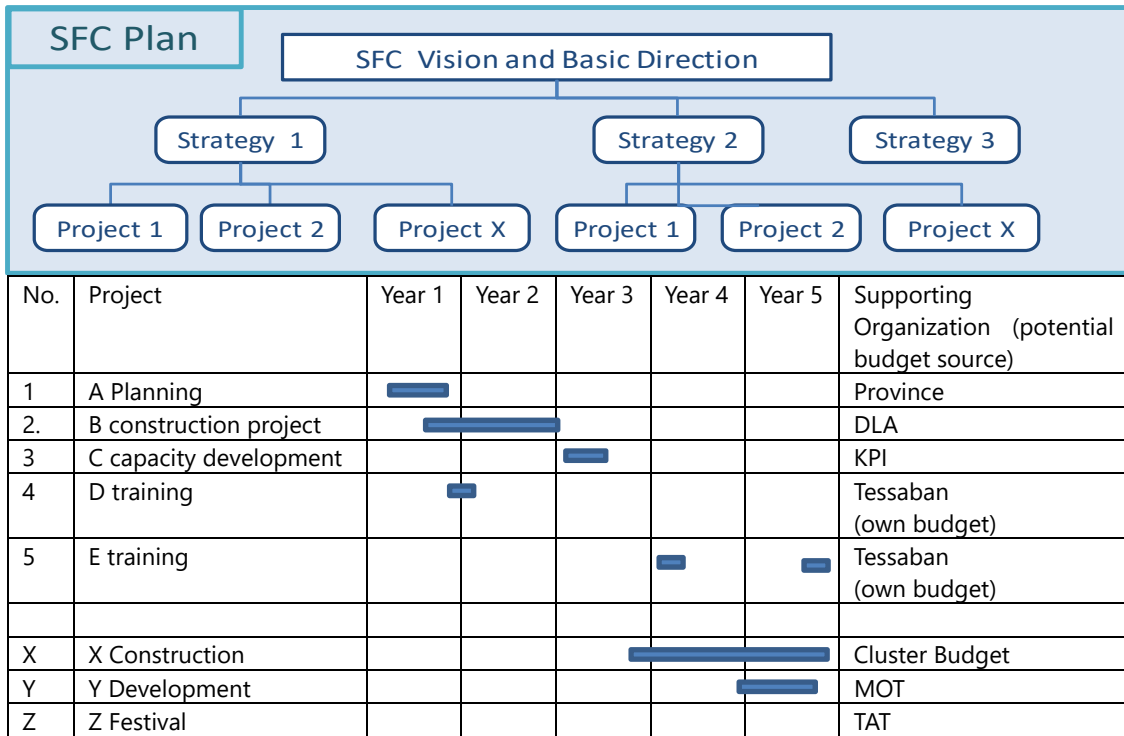 SFC Plan
SFC Vision and Basic Direction
Strategy 1
Strategy 2
Strategy 3
Project 1
Project 2
Project X
Project 1
Project 2
Project X
No. Project Year 1 Year 2 Year 3 Year 4 Year 5 Supporting
Organization (potential
budget source)
1 A Planning Province
2. B construction project DLA
3 C capacity development KPI
4 D training Tessaban
(own budget)
5 E training Tessaban
(own budget)
X X Construction Cluster Budget
Y Y Development MOT
Z Z Festival TAT